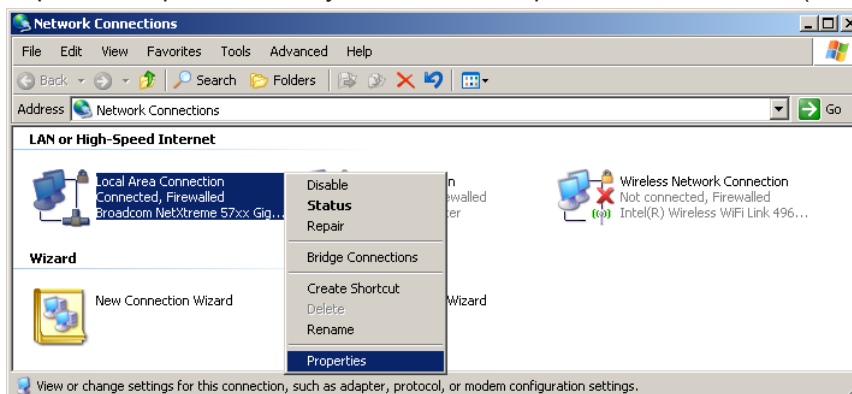 Network Connections
File Edit View Favorites Tools Advanced Help
Back Search Folders
Address Network Connections Go
LAN or High-Speed Internet
Local Area Connection
Connected, Firewalled
Broadcom NetXtreme 57xx Gig...
Disable
Status
Repair
Bridge Connections
Create Shortcut
Delete
Rename
Properties
Wireless Network Connection
Not connected, Firewalled
Intel(R) Wireless WiFi Link 496...
Wizard
New Connection Wizard
Wizard
View or change settings for this connection, such as adapter, protocol, or modem configuration settings.